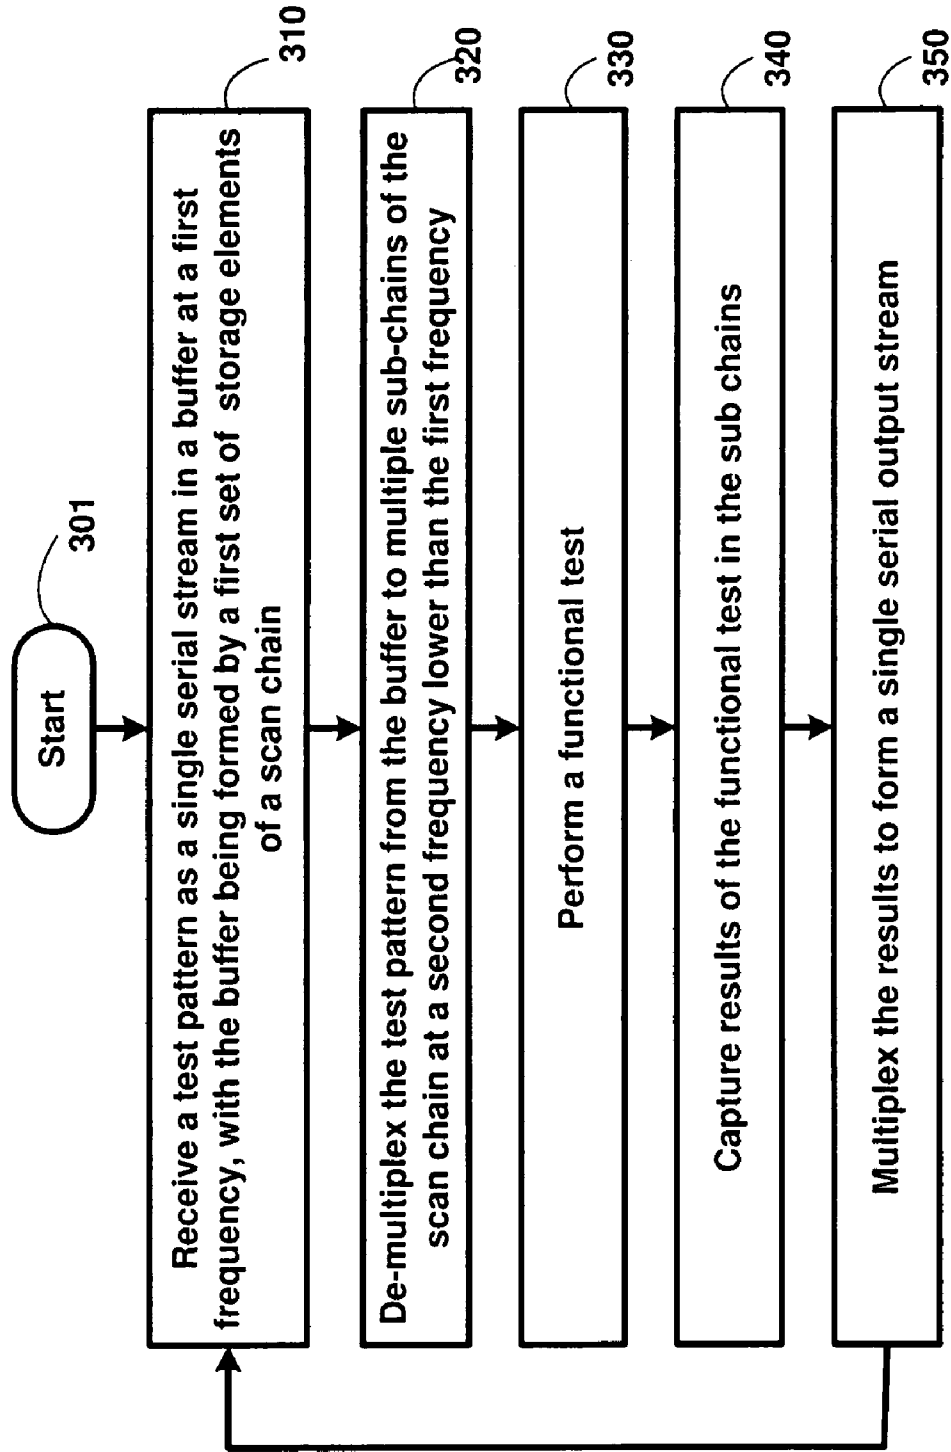 Start
301
Receive a test pattern as a single serial stream in a buffer at a first
frequency, with the buffer being formed by a first set of storage elements
of a scan chain
310
De-multiplex the test pattern from the buffer to multiple sub-chains of the
scan chain at a second frequency lower than the first frequency
320
Perform a functional test
330
Capture results of the functional test in the sub chains
340
Multiplex the results to form a single serial output stream
350